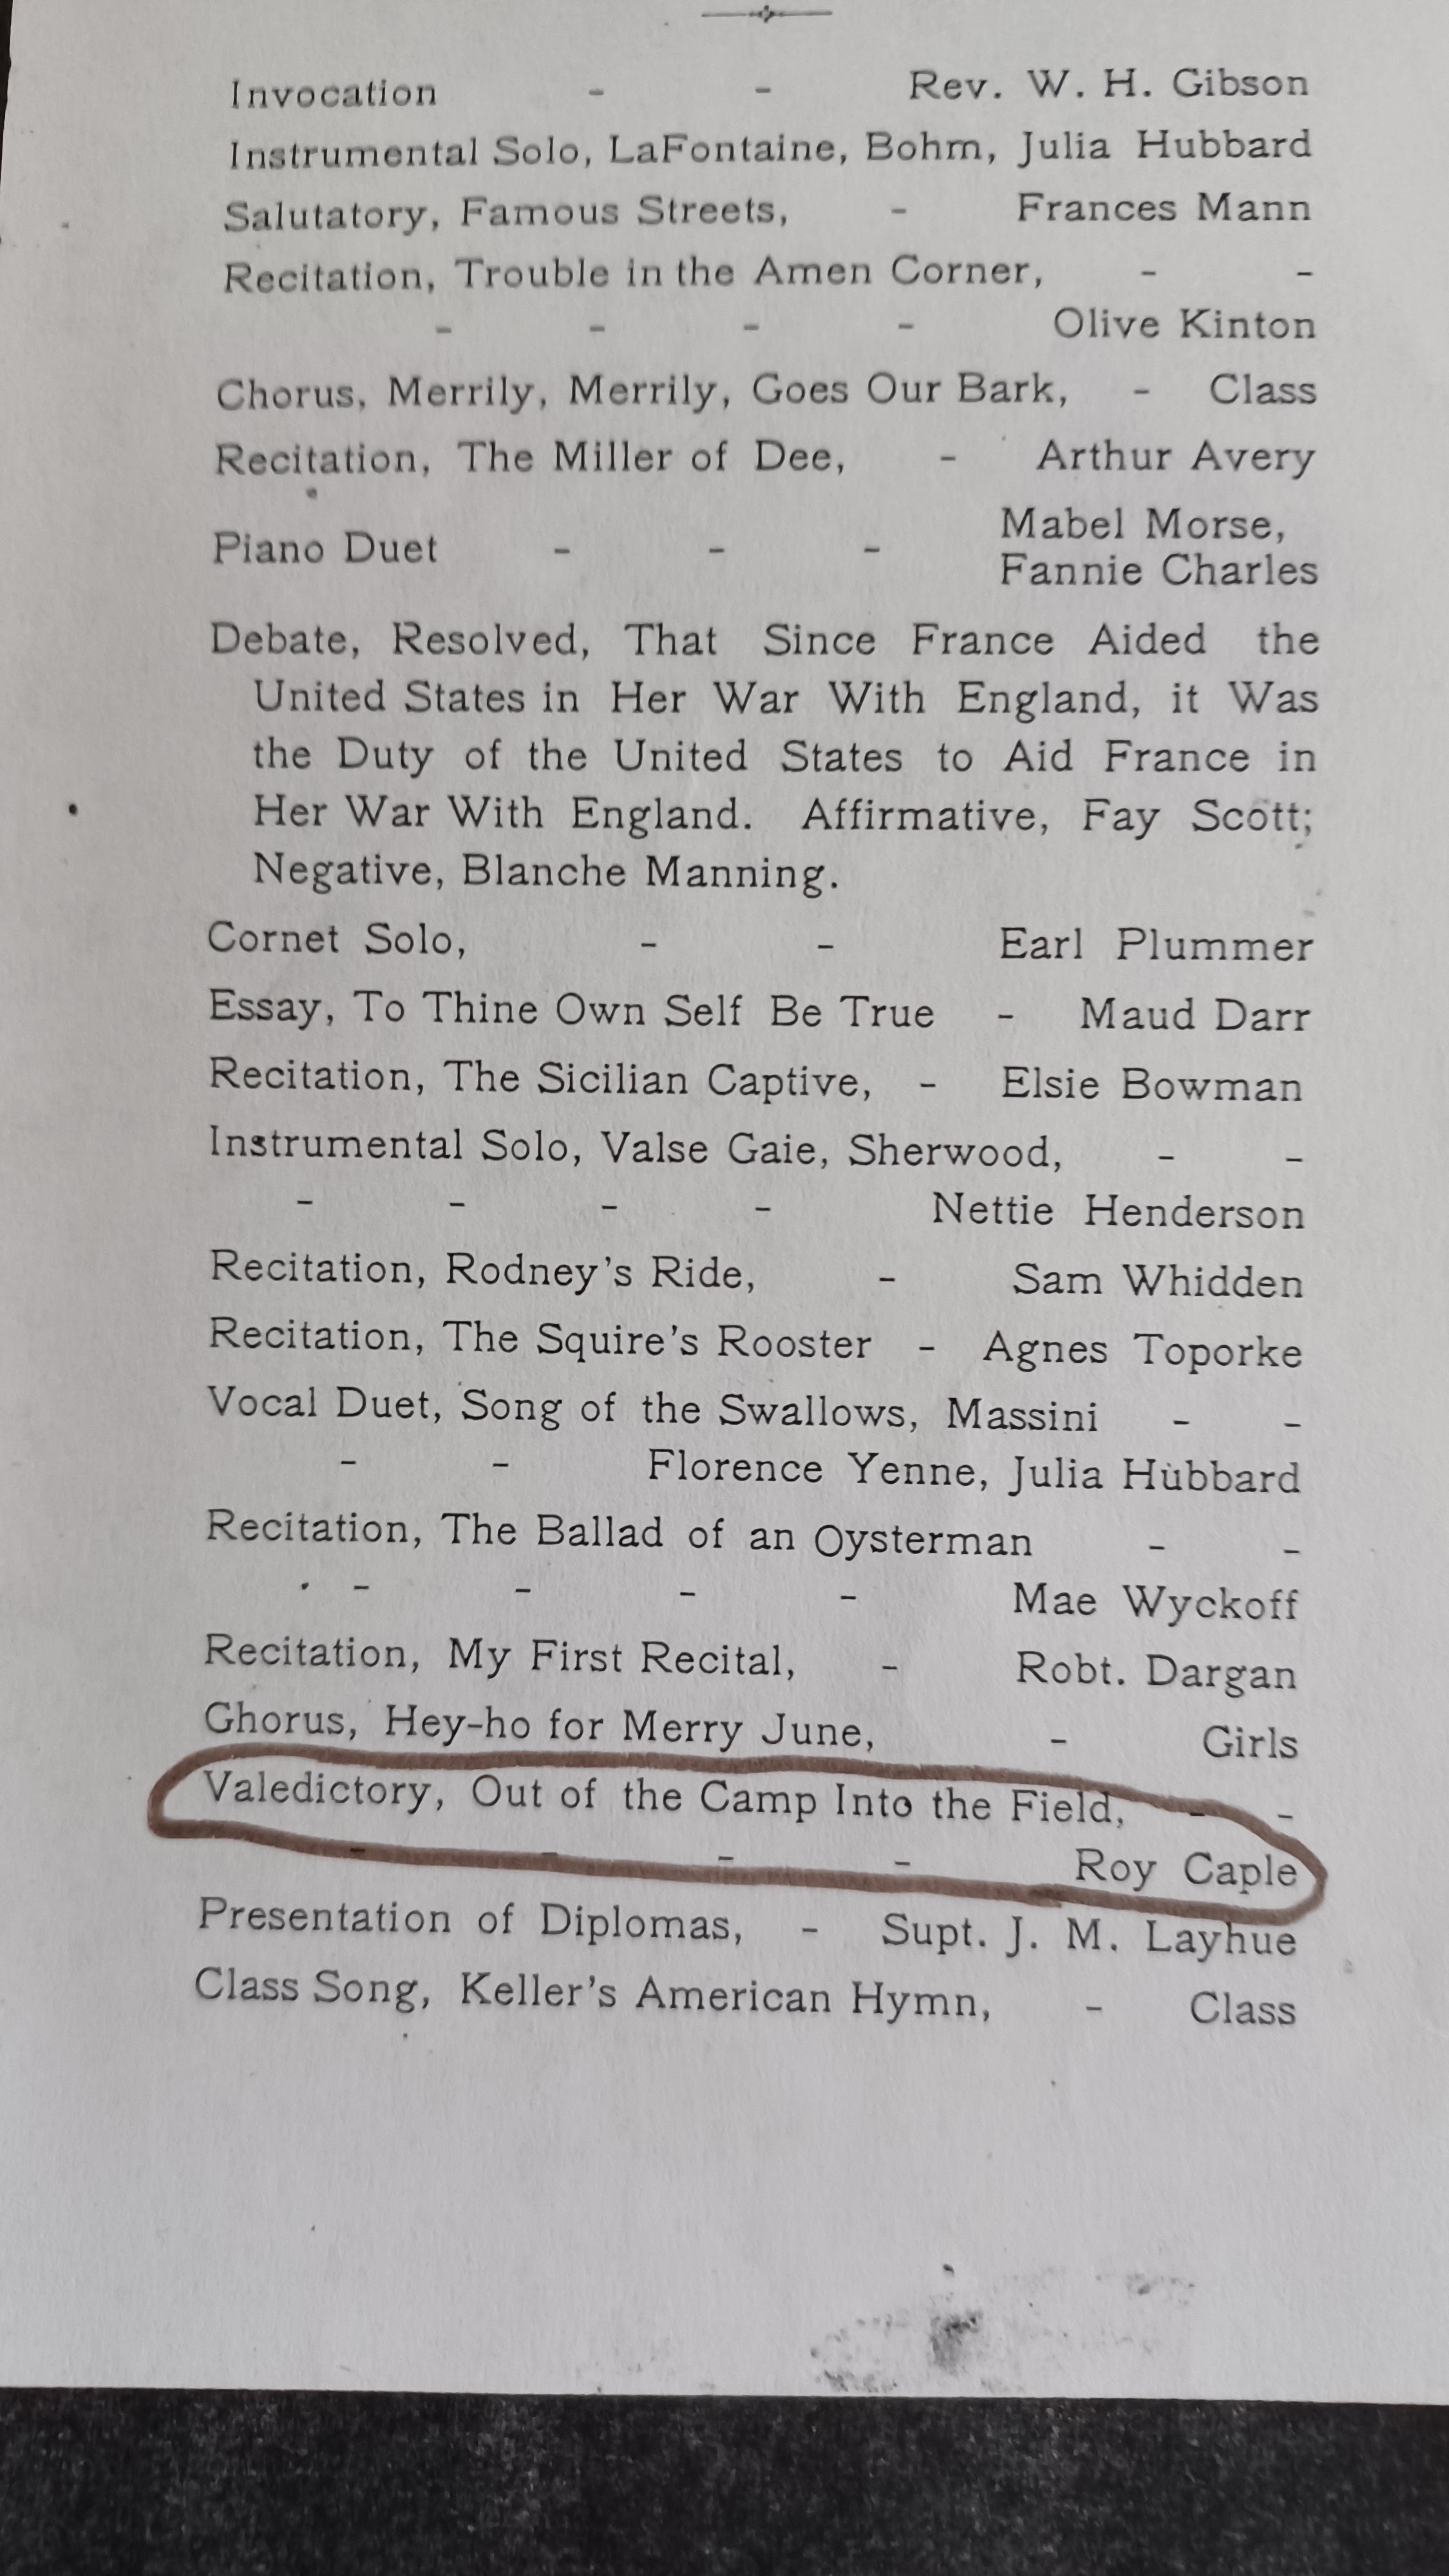 Invocation - - Rev. W. H. Gibson
Instrumental Solo, LaFontaine, Bohm, Julia Hubbard
Salutatory, Famous Streets, - Frances Mann
Recitation, Trouble in the Amen Corner, - -
- - - - Olive Kinton
Chorus, Merrily, Merrily, Goes Our Bark, - Class
Recitation, The Miller of Dee, - Arthur Avery
Piano Duet - - - Mabel Morse,
Fannie Charles
Debate, Resolved, That Since France Aided the
United States in Her War With England, it Was
the Duty of the United States to Aid France in
Her War With England. Affirmative, Fay Scott;
Negative, Blanche Manning.
Cornet Solo, - - Earl Plummer
Essay, To Thine Own Self Be True - Maud Darr
Recitation, The Sicilian Captive, - Elsie Bowman
Instrumental Solo, Valse Gaie, Sherwood, - -
- - - - Nettie Henderson
Recitation, Rodney's Ride, - Sam Whidden
Recitation, The Squire's Rooster - Agnes Toporke
Vocal Duet, Song of the Swallows, Massini - -
- - Florence Yenne, Julia Hubbard
Recitation, The Ballad of an Oysterman - -
- - - - Mae Wyckoff
Recitation, My First Recital, - Robt. Dargan
Ghorus, Hey-ho for Merry June, - Girls
Valedictory, Out of the Camp Into the Field, - -
- - - - Roy Caple
Presentation of Diplomas, - Supt. J. M. Layhue
Class Song, Keller's American Hymn, - Class